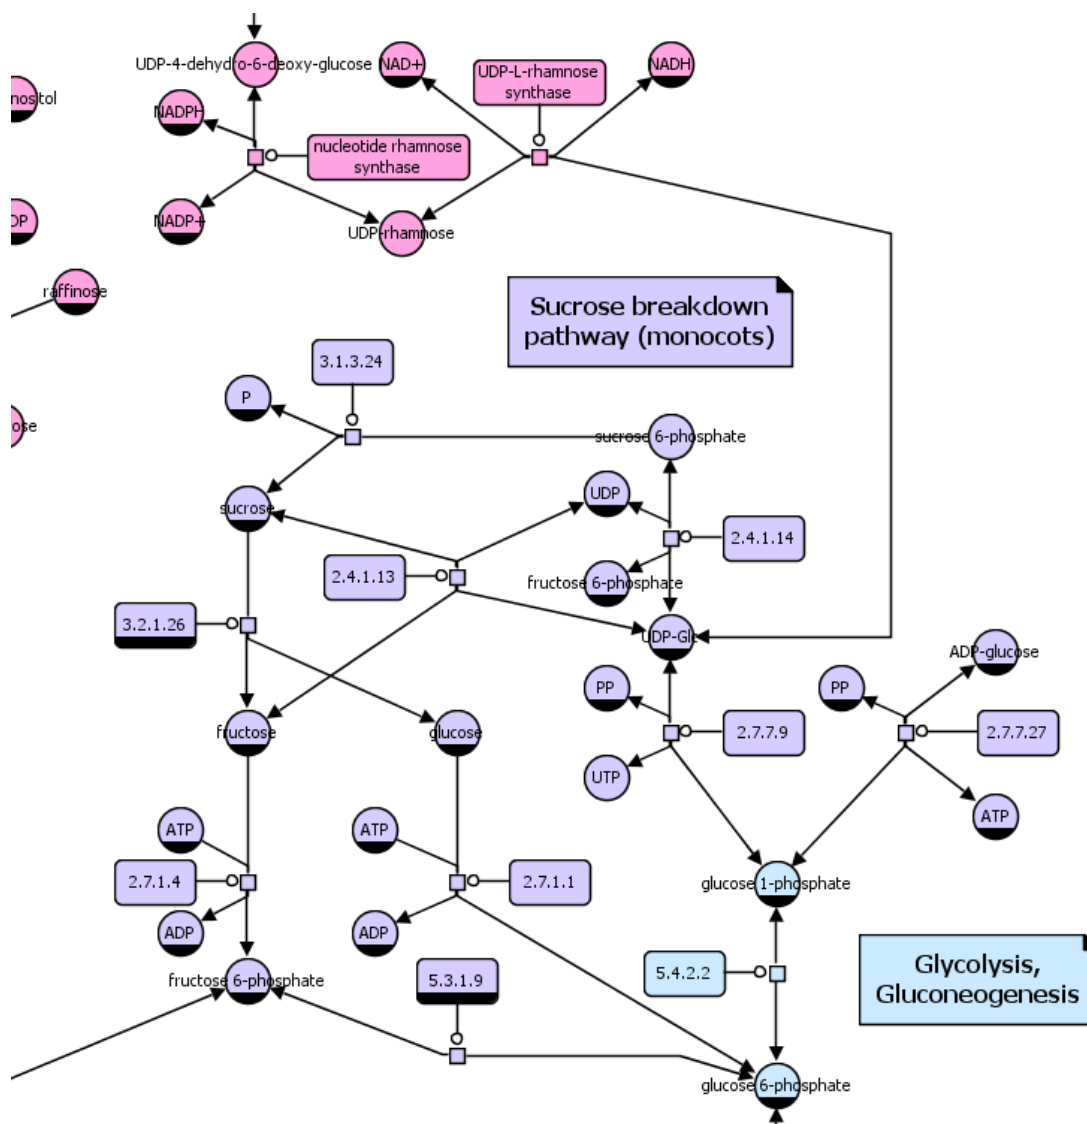 UDP-4-dehydro-6-deoxy-glucose
NAD+
UDP-L-rhamnose
synthase
NADH
nositol
NADPH
nucleotide rhamnose
synthase
DP
NADP+
UDP-rhamnose
raffinose
Sucrose breakdown
pathway (monocots)
3.1.3.24
P
ose
sucrose 6-phosphate
sucrose
UDP
2.4.1.14
2.4.1.13
fructose 6-phosphate
3.2.1.26
UDP-Glc
ADP-glucose
PP
PP
fructose
glucose
2.7.7.9
2.7.7.27
UTP
ATP
ATP
ATP
2.7.1.4
2.7.1.1
glucose 1-phosphate
ADP
ADP
fructose 6-phosphate
5.3.1.9
5.4.2.2
Glycolysis,
Gluconeogenesis
glucose 6-phosphate